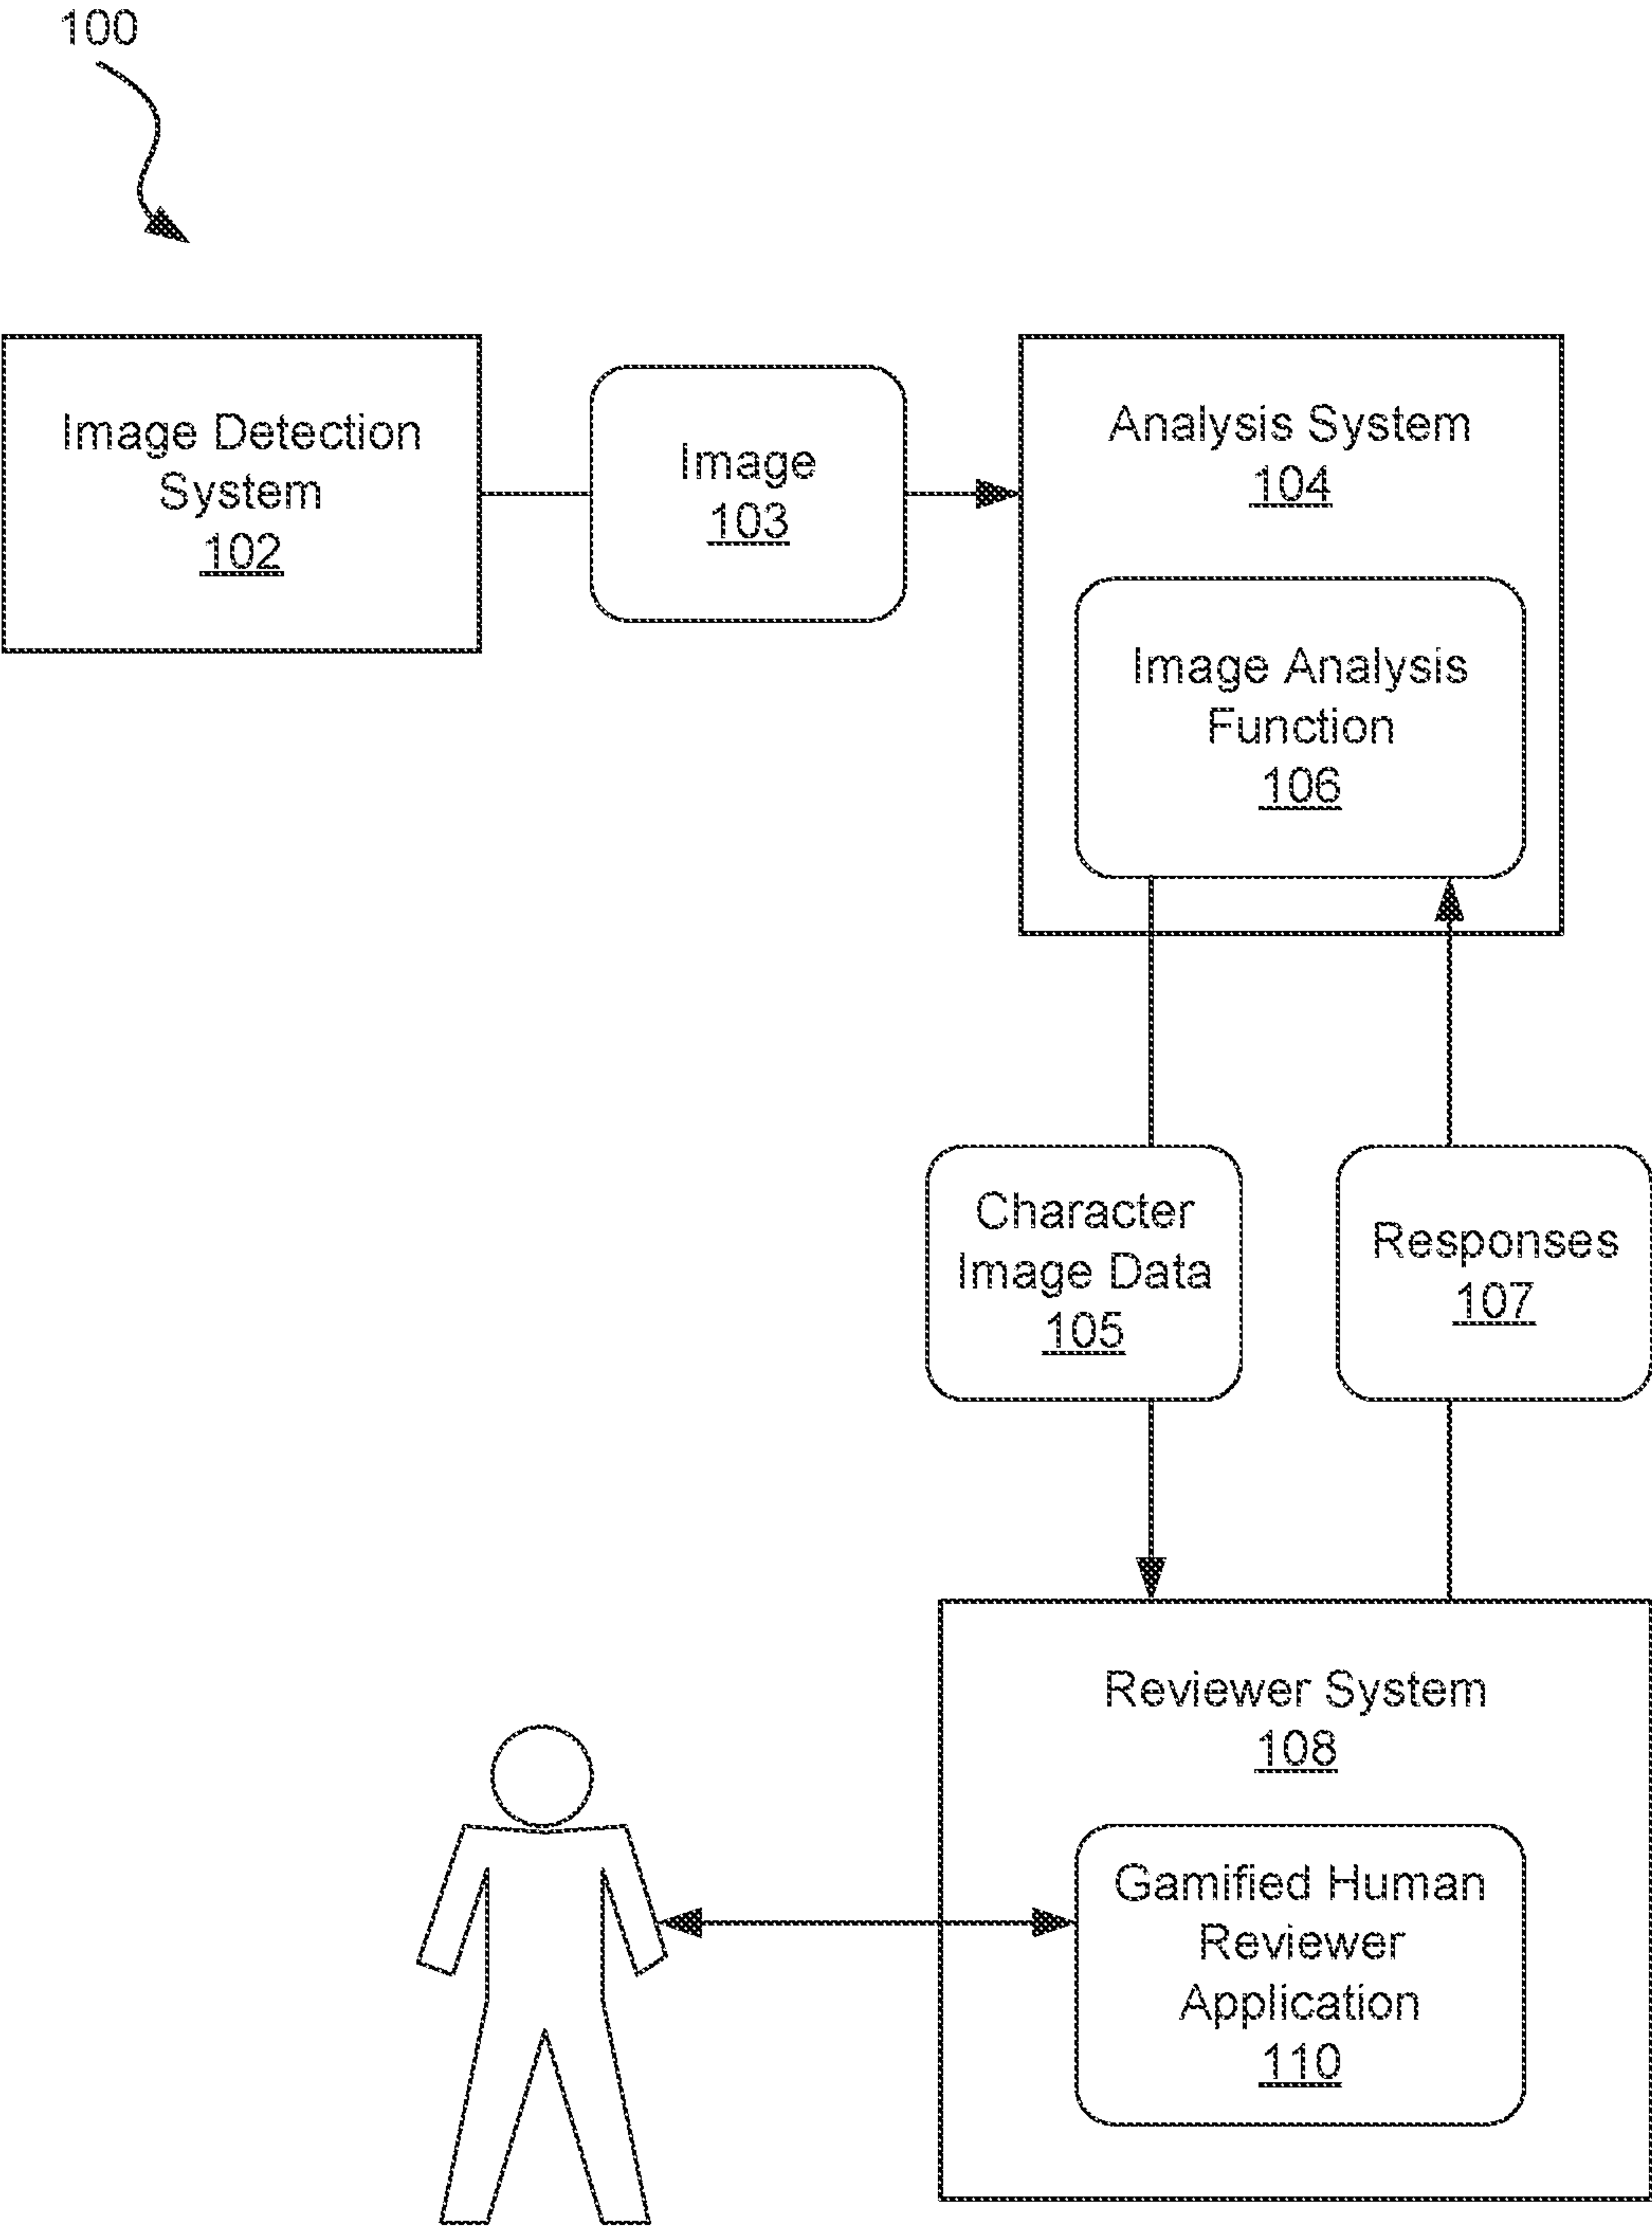 100
Image Detection
System
102
Image
103
Analysis System
104
Image Analysis
Function
106
Character
Image Data
105
Responses
107
Reviewer System
108
Gamified Human
Reviewer
Application
110